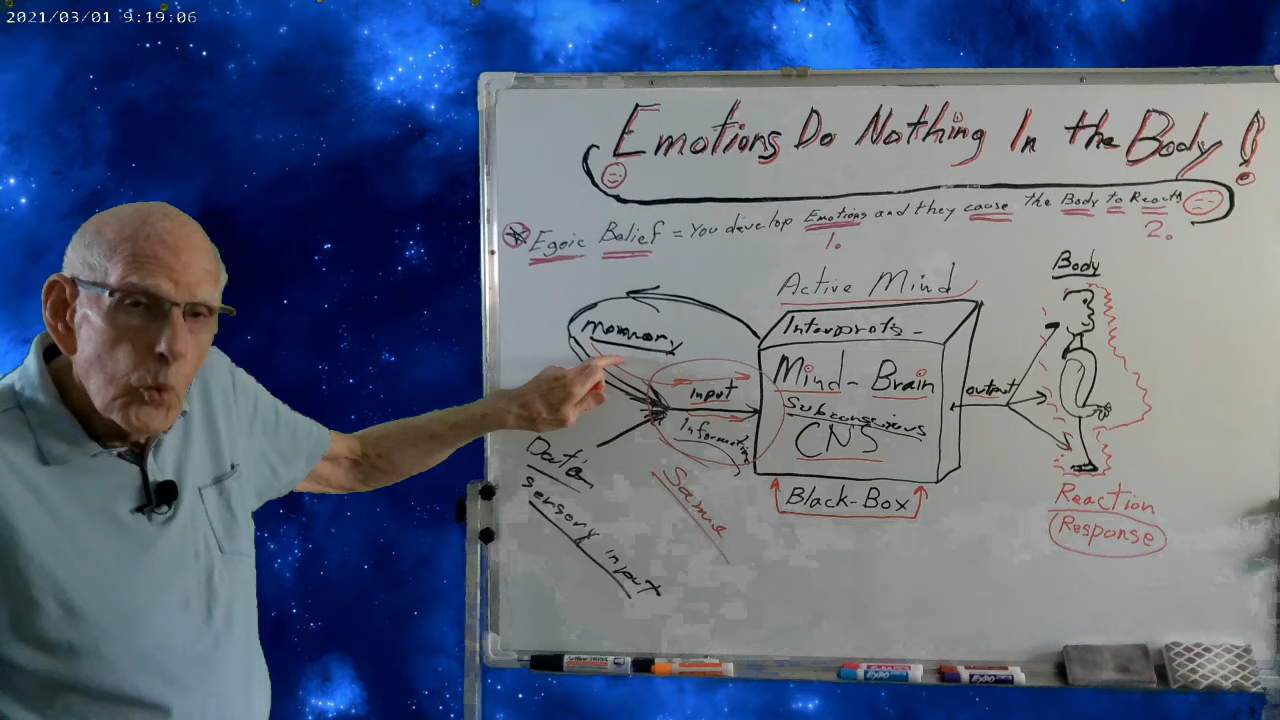 2021/03/01 9:19:06
Emotions Do Nothing In the Body!
Egoic Belief = You develop Emotions and they cause the Body to React
1.
2.
Active Mind
Body
Interprets-
memory
Mind-Brain
input
output
Subconscious
Information
CNS
Data
sensory input
Same
Black-Box
Reaction
Response
EXPO
EXPO